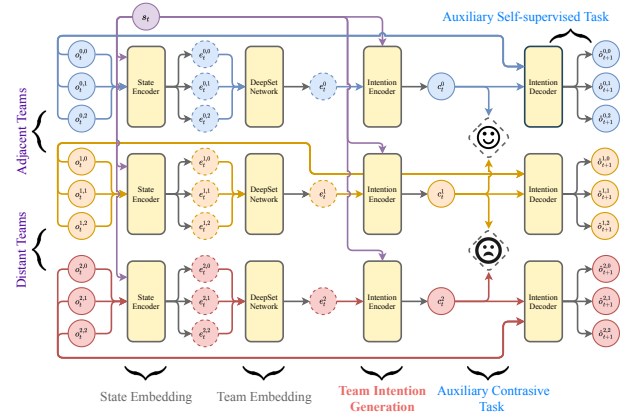 s_t
Auxiliary Self-supervised Task
o_t^{0,0}
o_t^{0,1}
o_t^{0,2}
State Encoder
e_t^{0,0}
e_t^{0,1}
e_t^{0,2}
DeepSet Network
e_t^0
Intention Encoder
c_t^0
Intention Decoder
ô_{t+1}^{0,0}
ô_{t+1}^{0,1}
ô_{t+1}^{0,2}
Adjacent Teams
o_t^{1,0}
o_t^{1,1}
o_t^{1,2}
State Encoder
e_t^{1,0}
e_t^{1,1}
e_t^{1,2}
DeepSet Network
e_t^1
Intention Encoder
c_t^1
Intention Decoder
ô_{t+1}^{1,0}
ô_{t+1}^{1,1}
ô_{t+1}^{1,2}
Distant Teams
o_t^{2,0}
o_t^{2,1}
o_t^{2,2}
State Encoder
e_t^{2,0}
e_t^{2,1}
e_t^{2,2}
DeepSet Network
e_t^2
Intention Encoder
c_t^2
Intention Decoder
ô_{t+1}^{2,0}
ô_{t+1}^{2,1}
ô_{t+1}^{2,2}
State Embedding
Team Embedding
Team Intention
Generation
Auxiliary Contrasive
Task